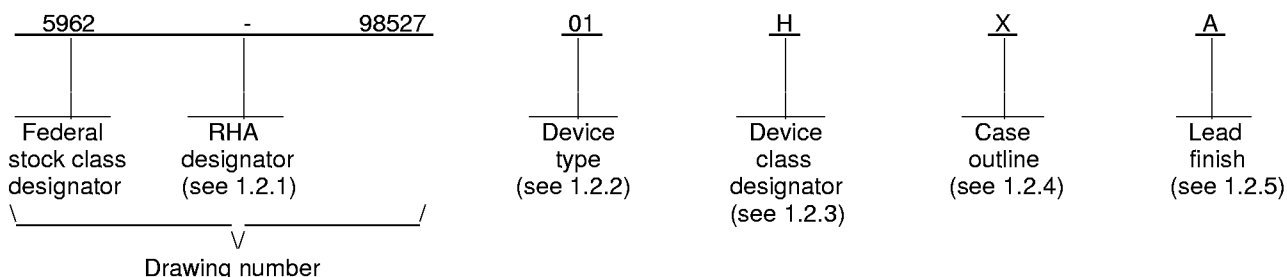 5962 - 98527 01 H X A
Federal RHA Device Device Case Lead
stock class designator type class outline finish
designator (see 1.2.1) (see 1.2.2) designator (see 1.2.4) (see 1.2.5)
(see 1.2.3)
Drawing number